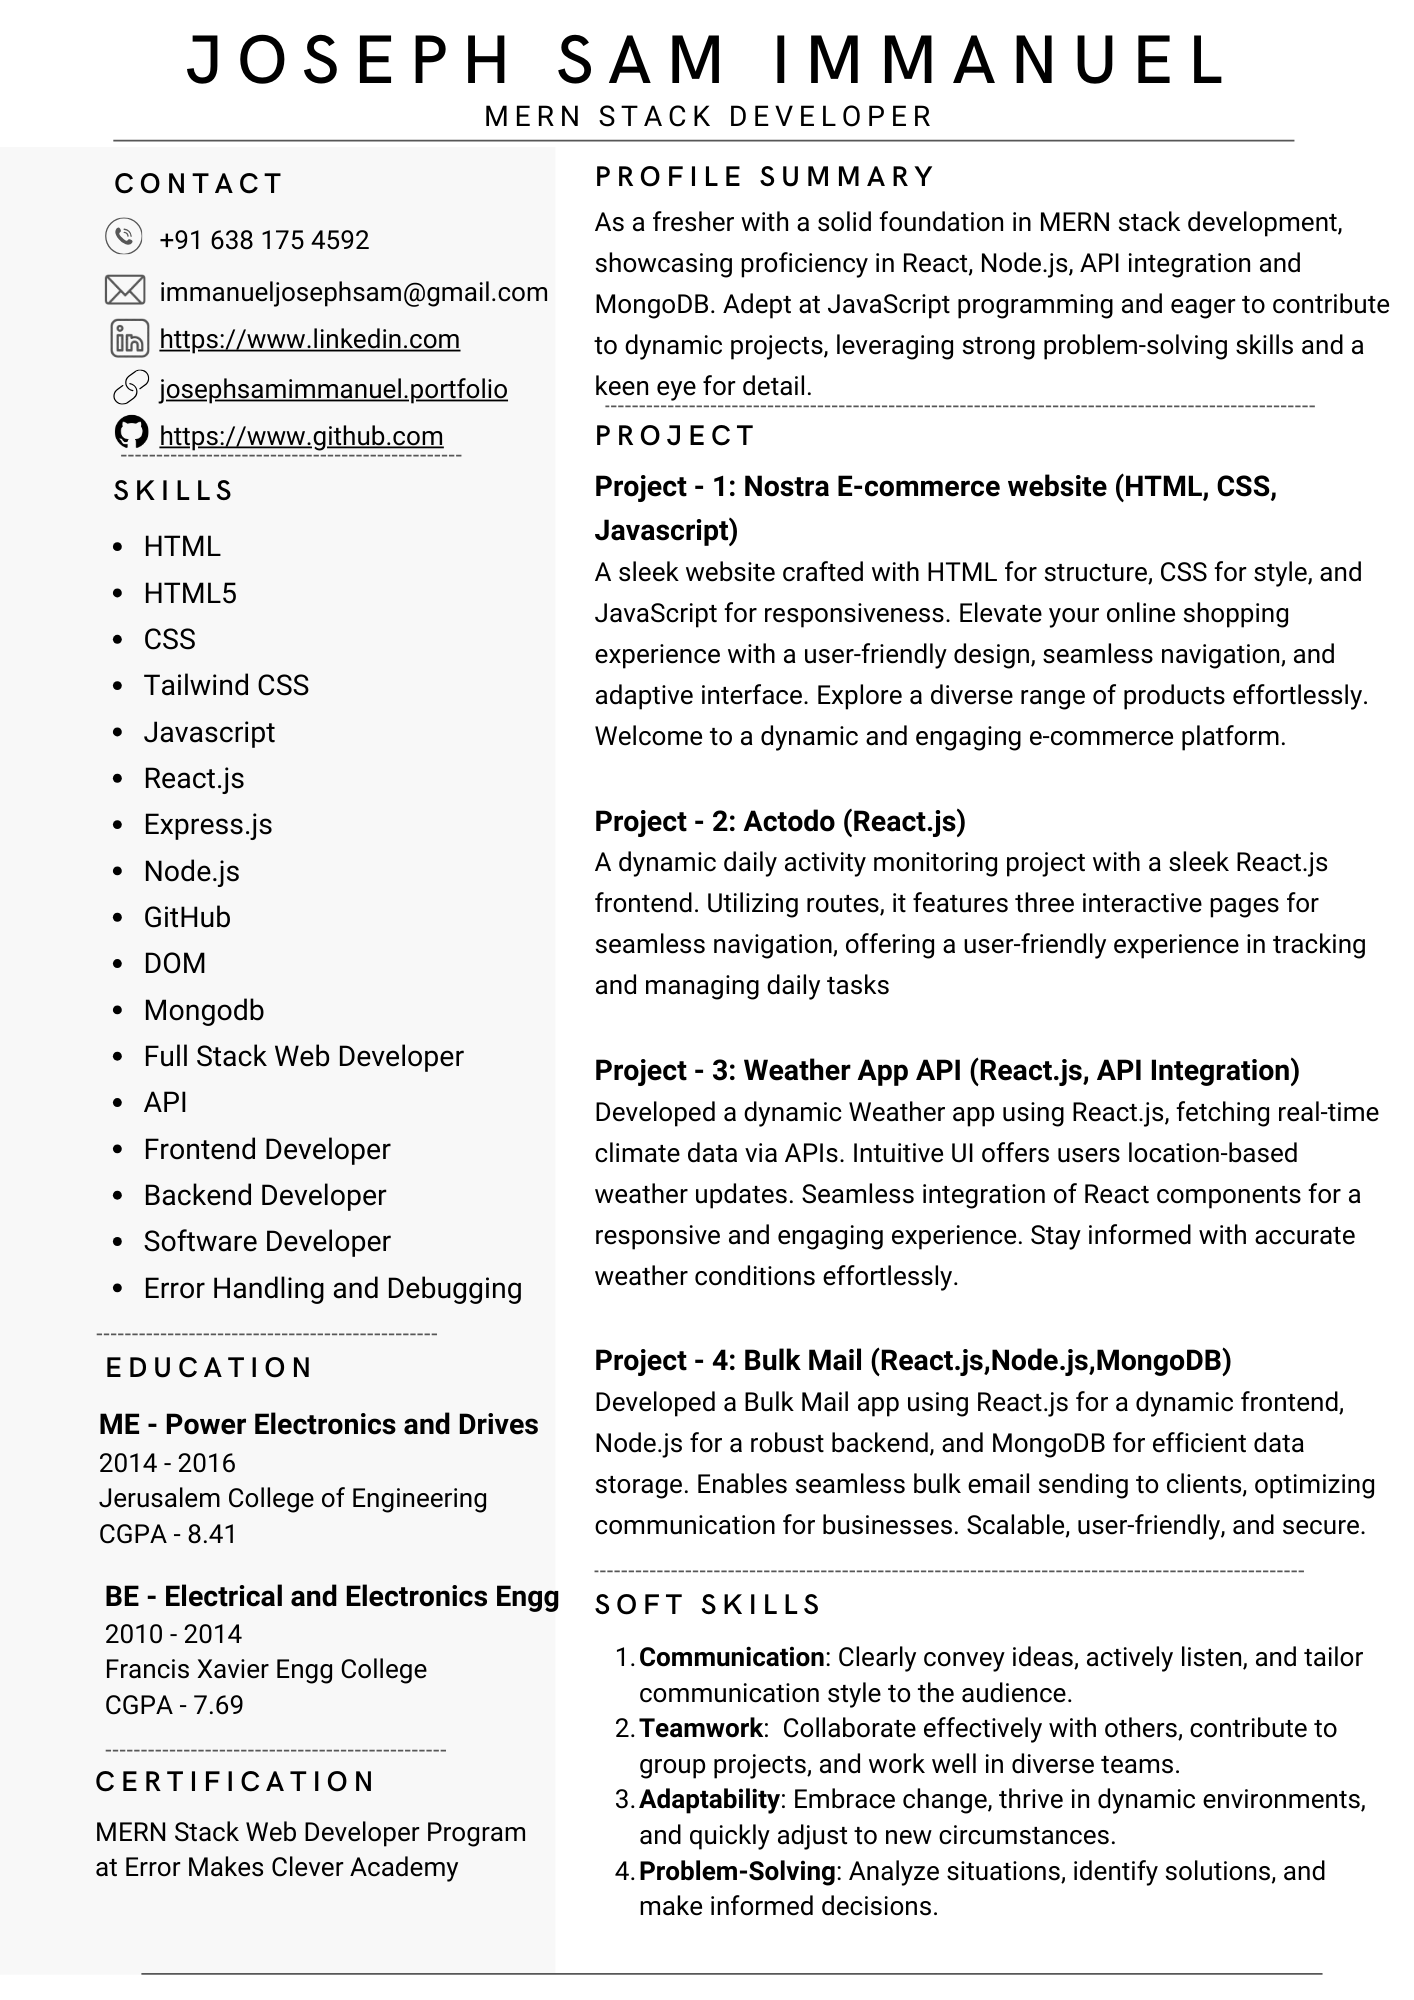 JOSEPH SAM IMMANUEL
MERN STACK DEVELOPER
CONTACT
+91 638 175 4592
immanueljosephsam@gmail.com
https://www.linkedin.com
josephsamimmanuel.portfolio
https://www.github.com
SKILLS
• HTML
• HTML5
• CSS
• Tailwind CSS
• Javascript
• React.js
• Express.js
• Node.js
• GitHub
• DOM
• Mongodb
• Full Stack Web Developer
• API
• Frontend Developer
• Backend Developer
• Software Developer
• Error Handling and Debugging
EDUCATION
ME - Power Electronics and Drives
2014 - 2016
Jerusalem College of Engineering
CGPA - 8.41
BE - Electrical and Electronics Engg
2010 - 2014
Francis Xavier Engg College
CGPA - 7.69
CERTIFICATION
MERN Stack Web Developer Program
at Error Makes Clever Academy
PROFILE SUMMARY
As a fresher with a solid foundation in MERN stack development,
showcasing proficiency in React, Node.js, API integration and
MongoDB. Adept at JavaScript programming and eager to contribute
to dynamic projects, leveraging strong problem-solving skills and a
keen eye for detail.
PROJECT
Project - 1: Nostra E-commerce website (HTML, CSS,
Javascript)
A sleek website crafted with HTML for structure, CSS for style, and
JavaScript for responsiveness. Elevate your online shopping
experience with a user-friendly design, seamless navigation, and
adaptive interface. Explore a diverse range of products effortlessly.
Welcome to a dynamic and engaging e-commerce platform.
Project - 2: Actodo (React.js)
A dynamic daily activity monitoring project with a sleek React.js
frontend. Utilizing routes, it features three interactive pages for
seamless navigation, offering a user-friendly experience in tracking
and managing daily tasks
Project - 3: Weather App API (React.js, API Integration)
Developed a dynamic Weather app using React.js, fetching real-time
climate data via APIs. Intuitive UI offers users location-based
weather updates. Seamless integration of React components for a
responsive and engaging experience. Stay informed with accurate
weather conditions effortlessly.
Project - 4: Bulk Mail (React.js,Node.js,MongoDB)
Developed a Bulk Mail app using React.js for a dynamic frontend,
Node.js for a robust backend, and MongoDB for efficient data
storage. Enables seamless bulk email sending to clients, optimizing
communication for businesses. Scalable, user-friendly, and secure.
SOFT SKILLS
1. Communication: Clearly convey ideas, actively listen, and tailor
communication style to the audience.
2. Teamwork:  Collaborate effectively with others, contribute to
group projects, and work well in diverse teams.
3. Adaptability: Embrace change, thrive in dynamic environments,
and quickly adjust to new circumstances.
4. Problem-Solving: Analyze situations, identify solutions, and
make informed decisions.